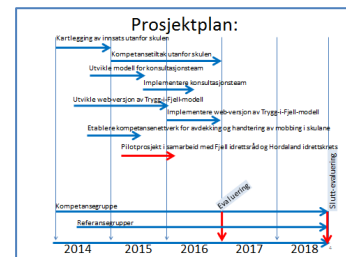 Prosjektplan:
Kartlegging av innsats utanfor skulen
Kompetansetiltak utanfor skulen
Utvikle modell for konsultasjonsteam
Implementere konsultasjonsteam
Utvikle web-versjon av Trygg-i-Fjell-modell
Implementere web-versjon av Trygg-i-Fjell-modell
Etablere kompetansenettverk for avdekking og handtering av mobbing i skulane
Pilotprosjekt i samarbeid med Fjell idrettsråd og Hordaland idrettskrets
Evaluering
Slutt-evaluering
Kompetansegruppe
Referansegrupper
2014 2015 2016 2017 2018